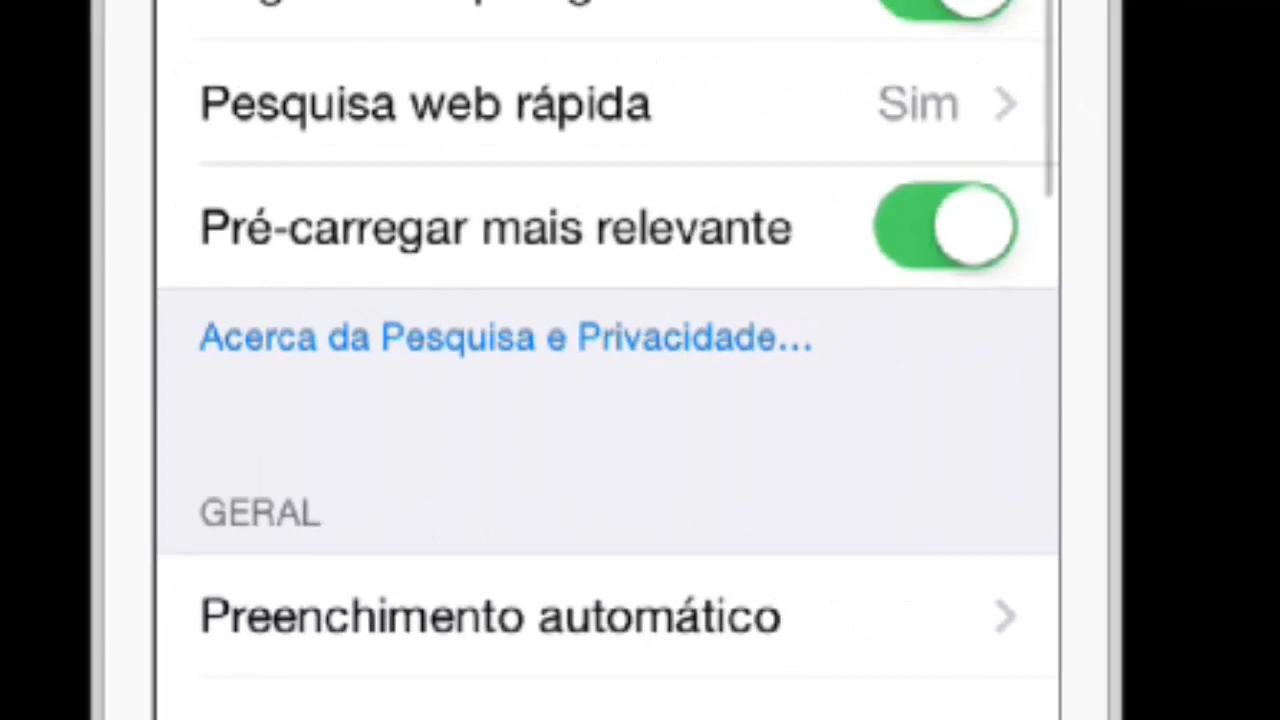 Pesquisa web rápida Sim
Pré-carregar mais relevante
Acerca da Pesquisa e Privacidade...
GERAL
Preenchimento automático